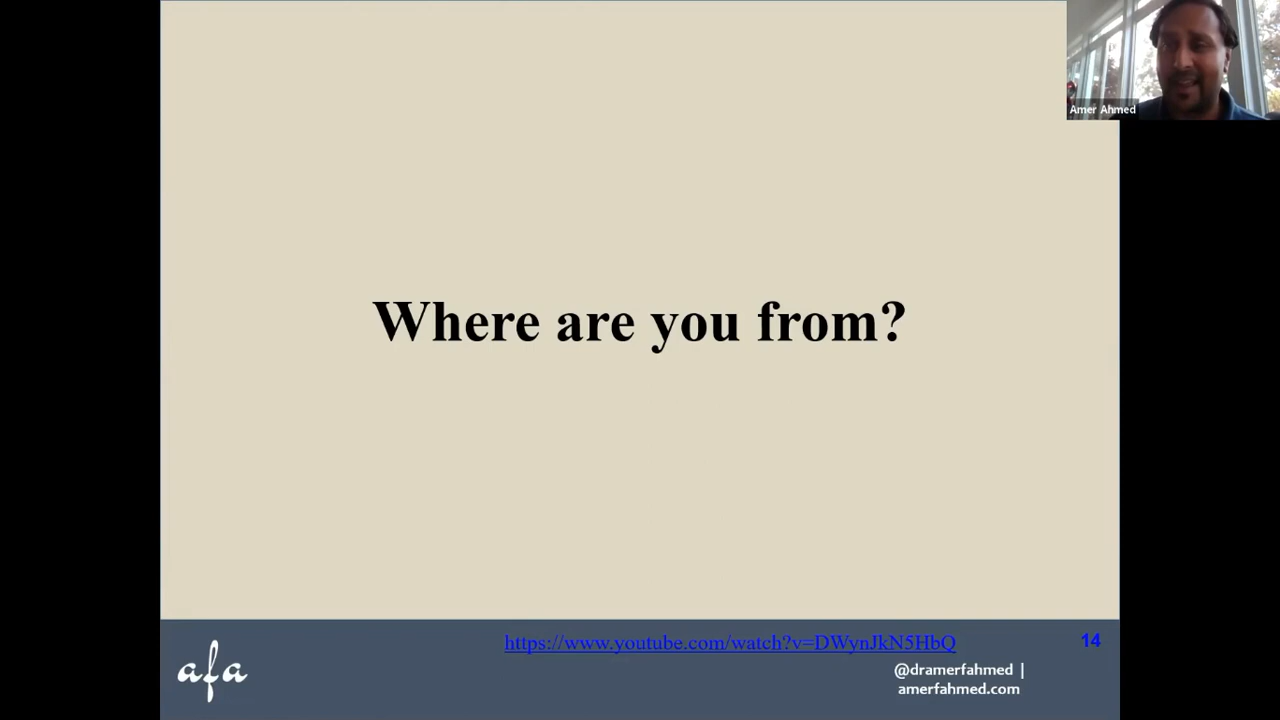 Amer Ahmed
Where are you from?
https://www.youtube.com/watch?v=DWynJkN5HbQ
14
afa
@dramerfahmed |
amerfahmed.com